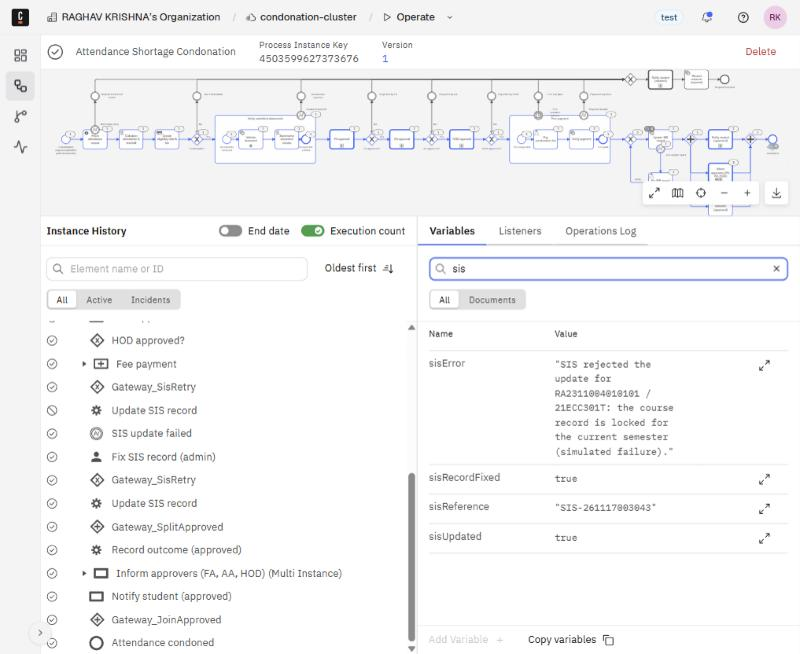 RAGHAV KRISHNA's Organization / condonation-cluster / Operate
test
RK
Attendance Shortage Condonation
Process Instance Key
4503599627373676
Version
1
Delete
Instance History
End date
Execution count
Element name or ID
Oldest first
All
Active
Incidents
HOD approved?
Fee payment
Gateway_SisRetry
Update SIS record
SIS update failed
Fix SIS record (admin)
Gateway_SisRetry
Update SIS record
Gateway_SplitApproved
Record outcome (approved)
Inform approvers (FA, AA, HOD) (Multi Instance)
Notify student (approved)
Gateway_JoinApproved
Attendance condoned
Variables
Listeners
Operations Log
sis
All
Documents
Name
Value
sisError
"SIS rejected the
update for
RA2311004010101 /
21ECC301T: the course
record is locked for
the current semester
(simulated failure)."
sisRecordFixed
true
sisReference
"SIS-261117003043"
sisUpdated
true
Add Variable +
Copy variables